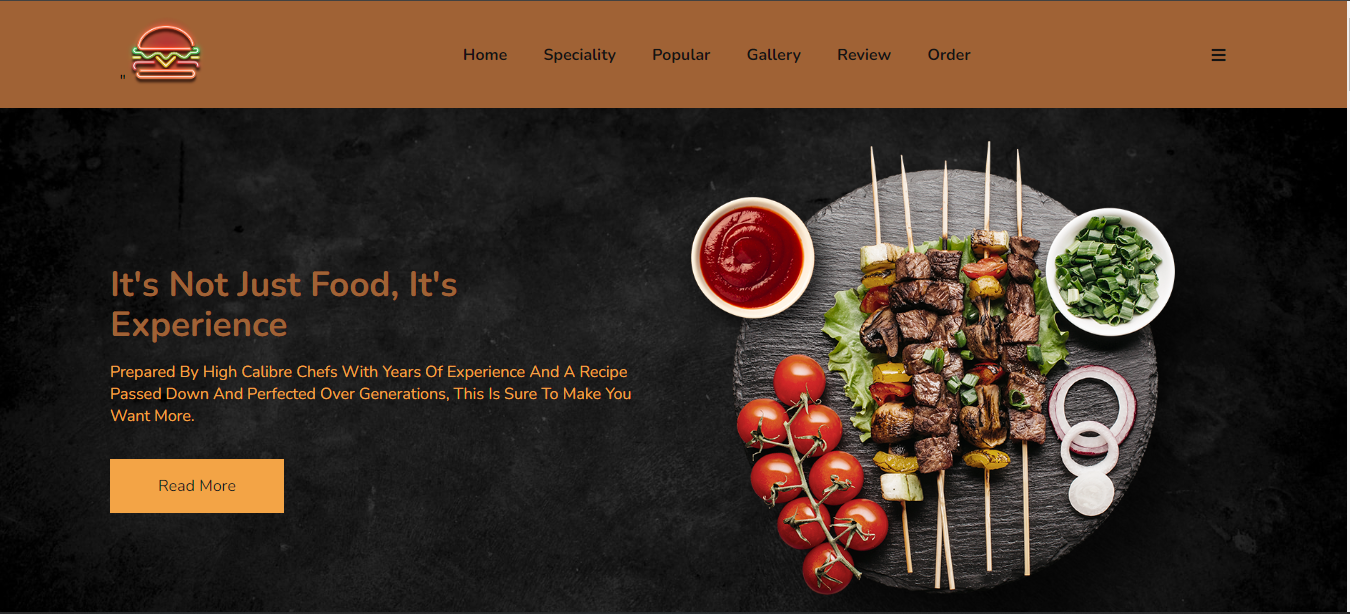 "
Home Speciality Popular Gallery Review Order
It's Not Just Food, It's
Experience
Prepared By High Calibre Chefs With Years Of Experience And A Recipe
Passed Down And Perfected Over Generations, This Is Sure To Make You
Want More.
Read More